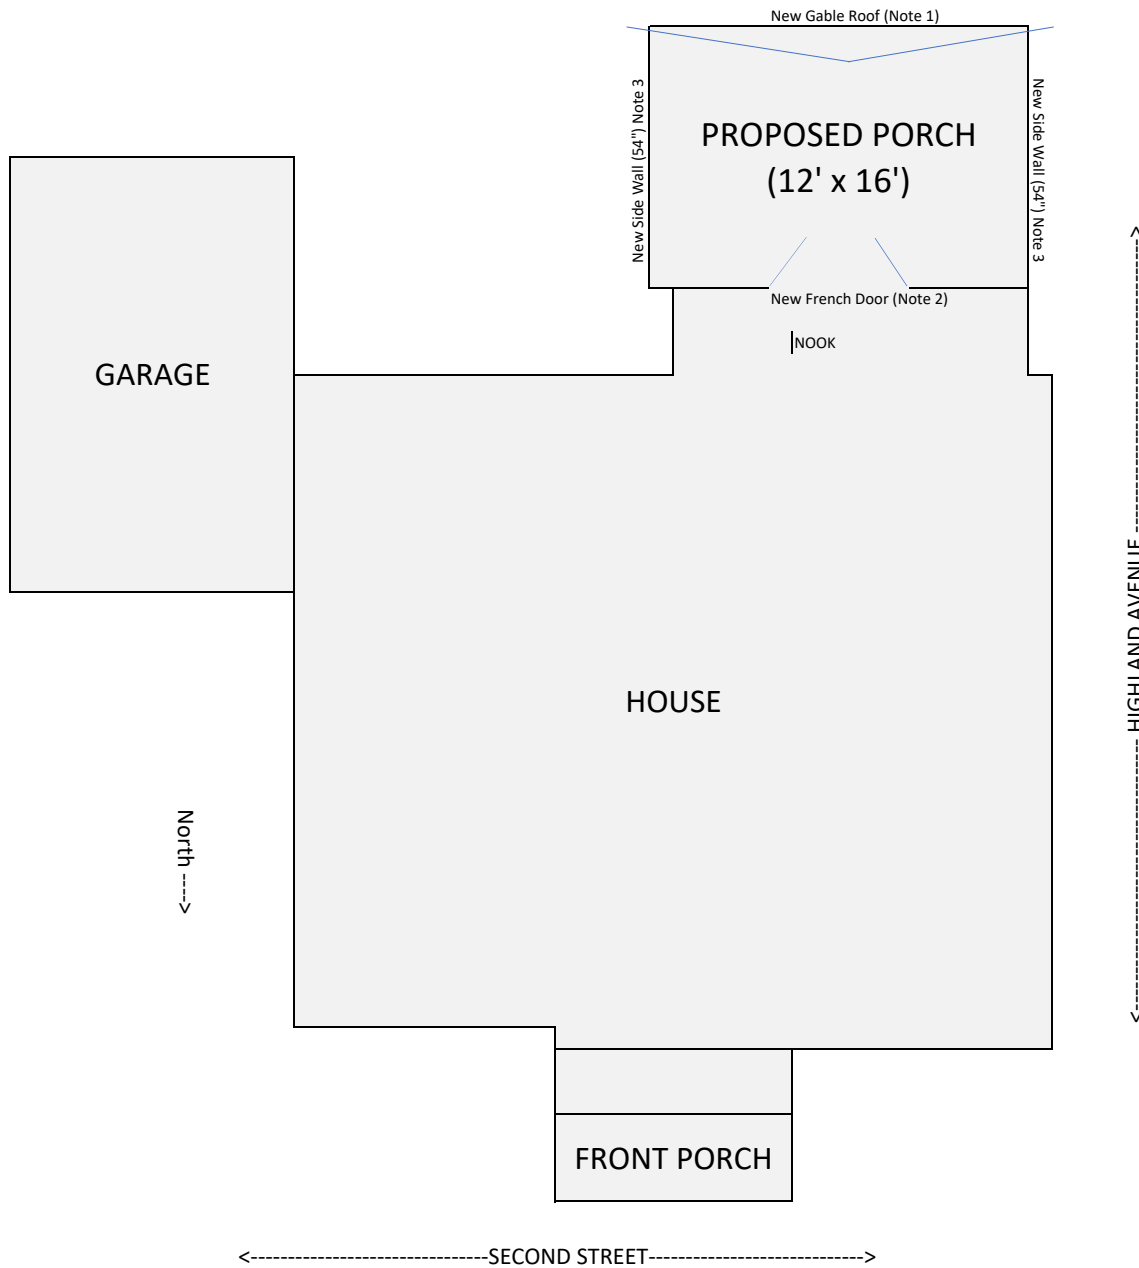 New Gable Roof (Note 1)
New Side Wall (54") Note 3
PROPOSED PORCH
(12' x 16')
New Side Wall (54") Note 3
New French Door (Note 2)
NOOK
GARAGE
HOUSE
<-------------------------------- HIGHLAND AVENUE -------------------------------->
North ---->
FRONT PORCH
<--------------------------------SECOND STREET----------------------------->